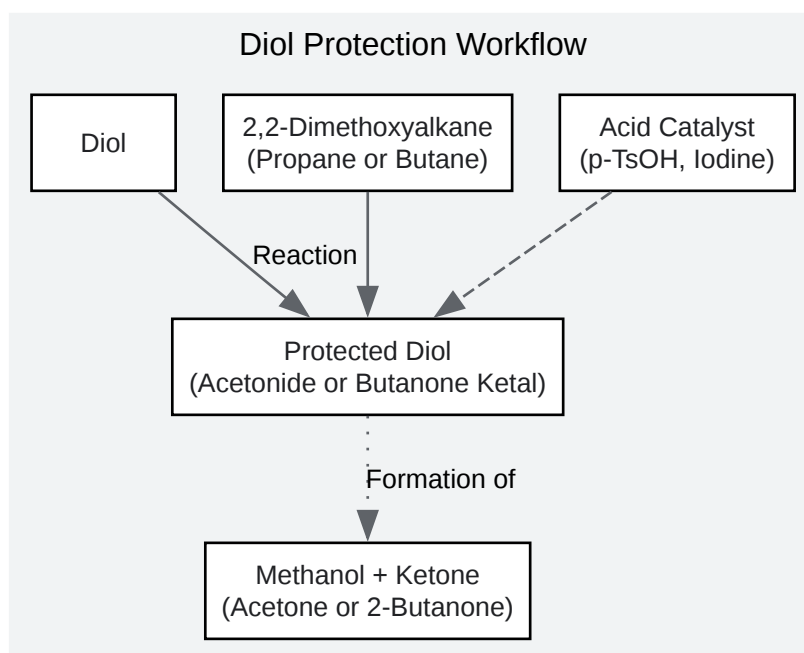 Diol Protection Workflow
Diol
2,2-Dimethoxyalkane
(Propane or Butane)
Acid Catalyst
(p-TsOH, Iodine)
Reaction
Protected Diol
(Acetonide or Butanone Ketal)
Formation of
Methanol + Ketone
(Acetone or 2-Butanone)